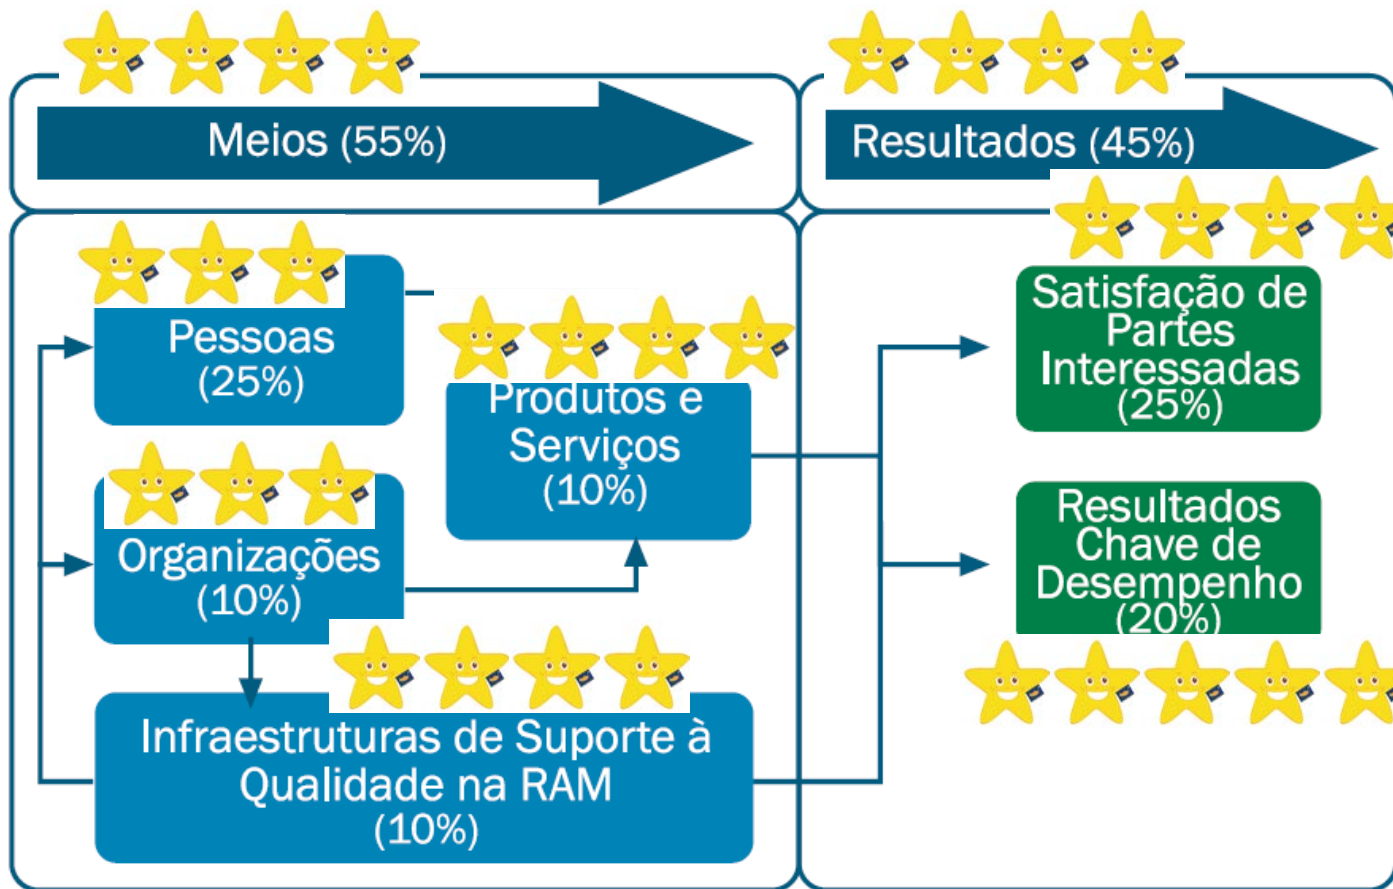 Meios (55%)
Resultados (45%)
Pessoas
(25%)
Organizações
(10%)
Produtos e
Serviços
(10%)
Infraestruturas de Suporte à
Qualidade na RAM
(10%)
Satisfação de
Partes
Interessadas
(25%)
Resultados
Chave de
Desempenho
(20%)